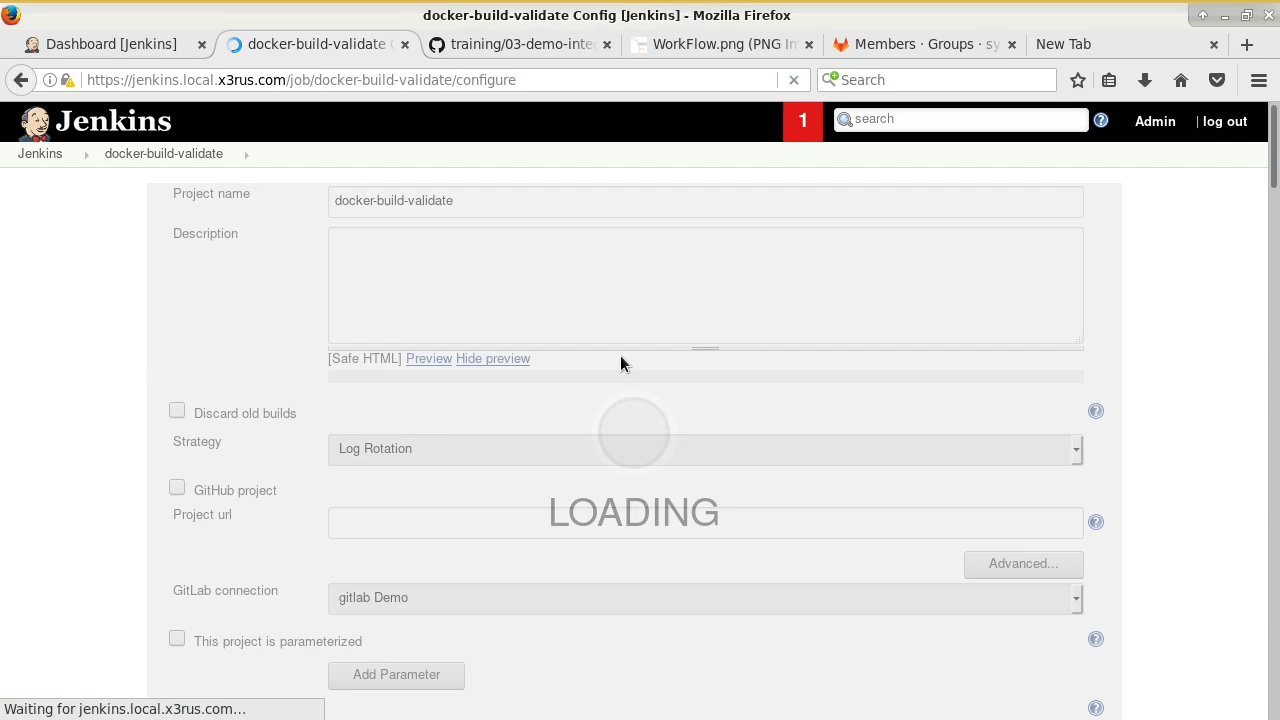 docker-build-validate Config [Jenkins] - Mozilla Firefox
Dashboard [Jenkins]
docker-build-validate
training/03-demo-inte
WorkFlow.png (PNG In
Members · Groups · sy
New Tab
https://jenkins.local.x3rus.com/job/docker-build-validate/configure
Search
Jenkins
1
search
Admin
| log out
Jenkins
docker-build-validate
Project name
docker-build-validate
Description
[Safe HTML] Preview Hide preview
Discard old builds
Strategy
Log Rotation
GitHub project
Project url
LOADING
Advanced...
GitLab connection
gitlab Demo
This project is parameterized
Add Parameter
Waiting for jenkins.local.x3rus.com...